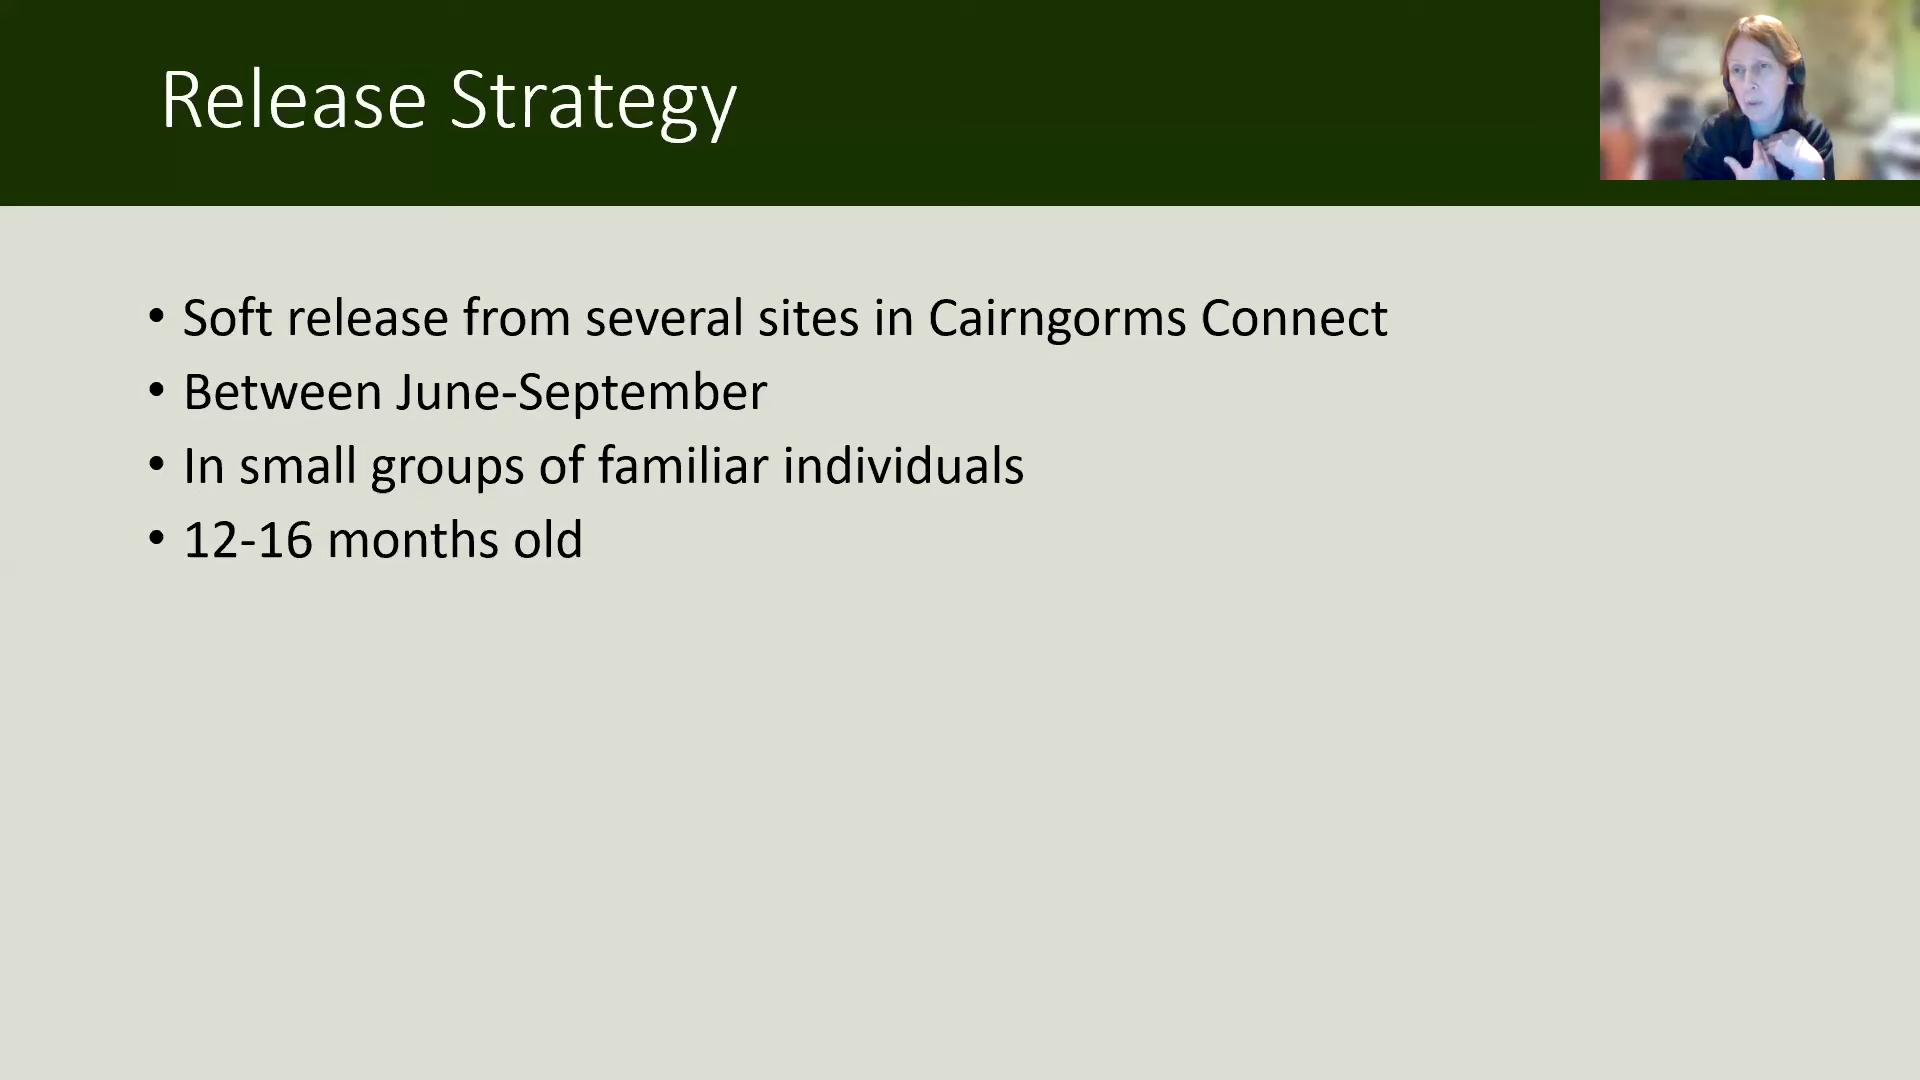 Release Strategy
• Soft release from several sites in Cairngorms Connect
• Between June-September
• In small groups of familiar individuals
• 12-16 months old